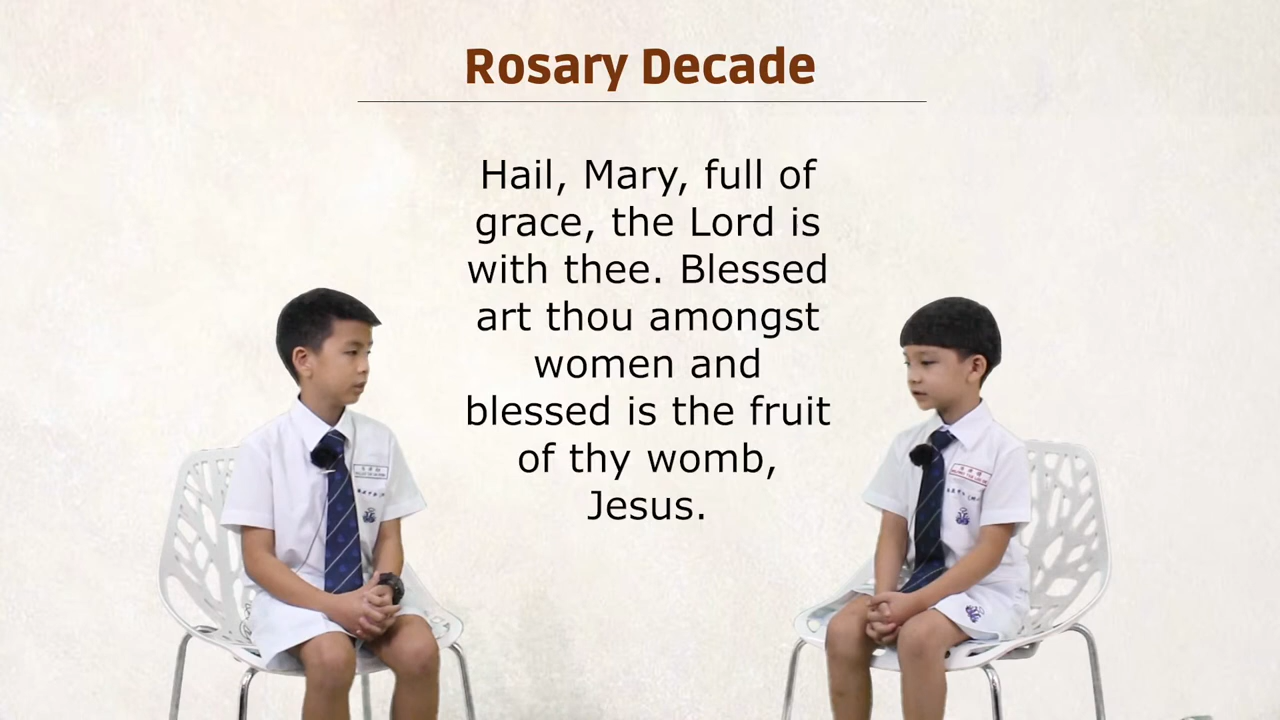 Rosary Decade
Hail, Mary, full of
grace, the Lord is
with thee. Blessed
art thou amongst
women and
blessed is the fruit
of thy womb,
Jesus.